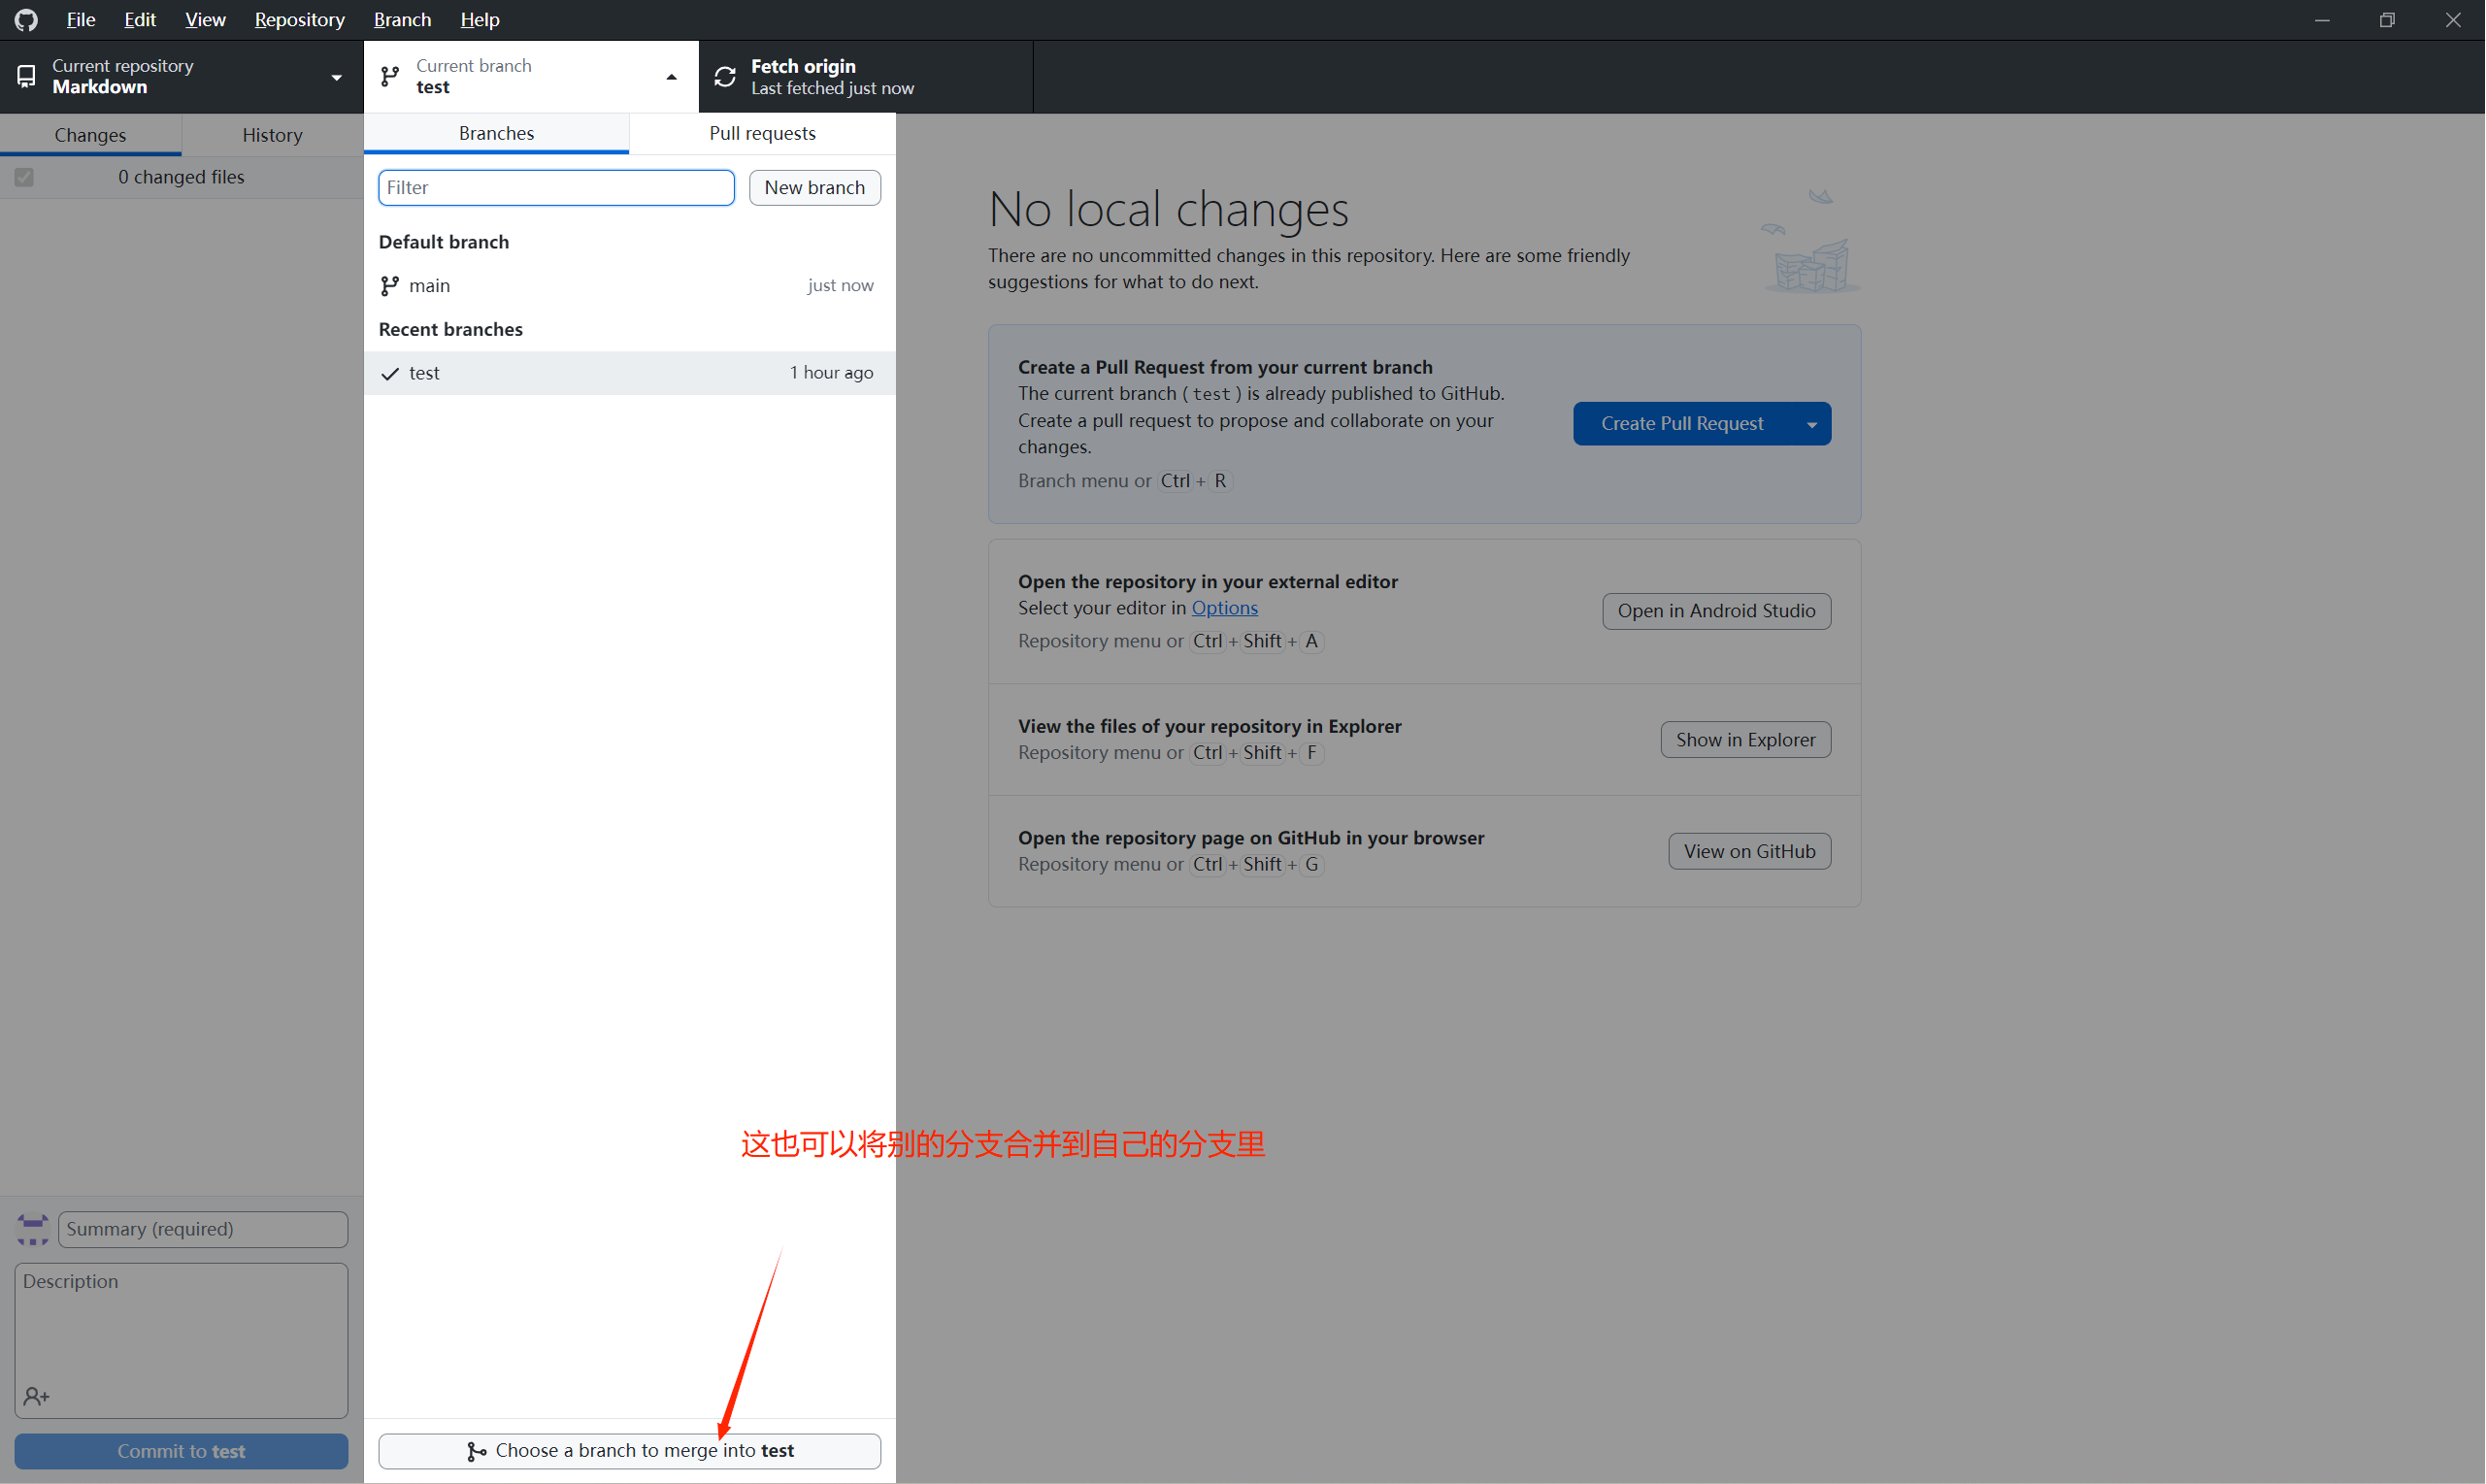 File Edit View Repository Branch Help
Current repository
Markdown
Current branch
test
Fetch origin
Last fetched just now
Changes History
0 changed files
Branches Pull requests
Filter New branch
Default branch
main just now
Recent branches
test 1 hour ago
No local changes
There are no uncommitted changes in this repository. Here are some friendly
suggestions for what to do next.
Create a Pull Request from your current branch
The current branch (test) is already published to GitHub.
Create a pull request to propose and collaborate on your
changes.
Branch menu or Ctrl + R
Create Pull Request
Open the repository in your external editor
Select your editor in Options
Repository menu or Ctrl + Shift + A
Open in Android Studio
View the files of your repository in Explorer
Repository menu or Ctrl + Shift + F
Show in Explorer
Open the repository page on GitHub in your browser
Repository menu or Ctrl + Shift + G
View on GitHub
这也可以将别的分支合并到自己的分支里
Summary (required)
Description
Commit to test
Choose a branch to merge into test